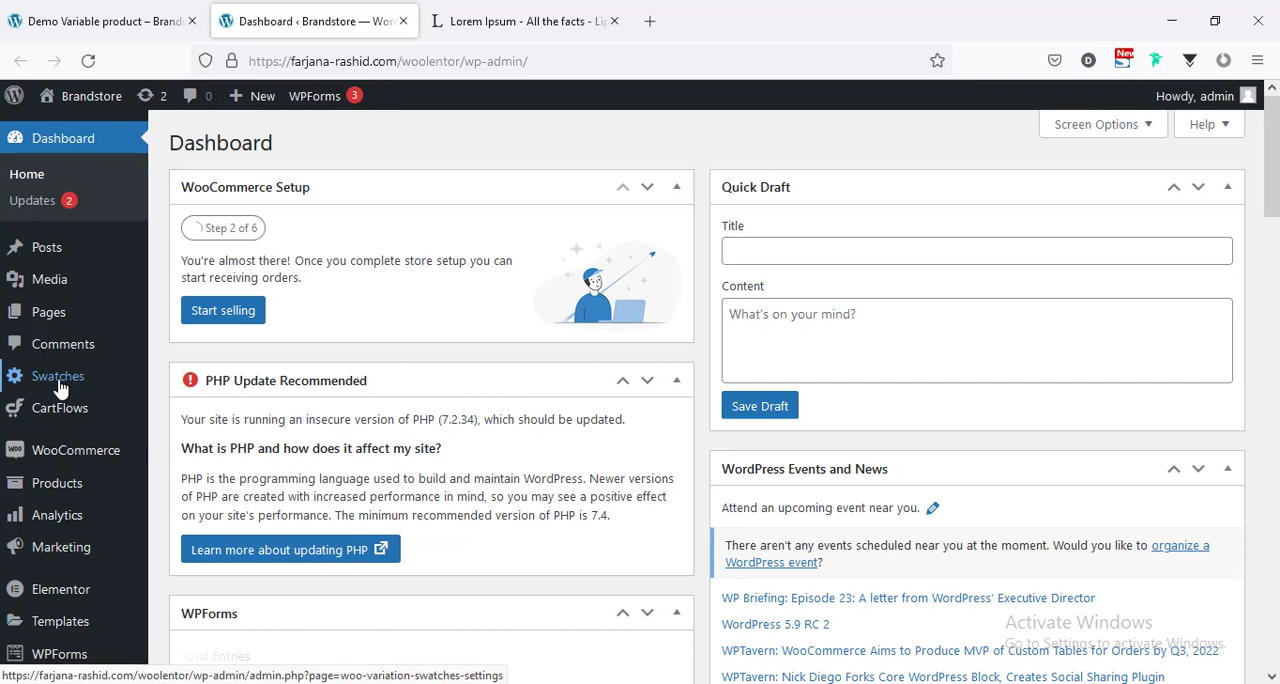 Demo Variable product – Brands
Dashboard ‹ Brandstore — Wor
Lorem Ipsum - All the facts - Lip
https://farjana-rashid.com/woolentor/wp-admin/
New
Brandstore
2
0
New
WPForms 3
Howdy, admin
Dashboard
Home
Updates 2
Posts
Media
Pages
Comments
Swatches
CartFlows
WooCommerce
Products
Analytics
Marketing
Elementor
Templates
WPForms
Dashboard
Screen Options
Help
WooCommerce Setup
Step 2 of 6
You're almost there! Once you complete store setup you can
start receiving orders.
Start selling
PHP Update Recommended
Your site is running an insecure version of PHP (7.2.34), which should be updated.
What is PHP and how does it affect my site?
PHP is the programming language used to build and maintain WordPress. Newer versions
of PHP are created with increased performance in mind, so you may see a positive effect
on your site's performance. The minimum recommended version of PHP is 7.4.
Learn more about updating PHP
WPForms
Total Entries
Quick Draft
Title
Content
What's on your mind?
Save Draft
WordPress Events and News
Attend an upcoming event near you.
There aren't any events scheduled near you at the moment. Would you like to organize a
WordPress event?
WP Briefing: Episode 23: A letter from WordPress' Executive Director
WordPress 5.9 RC 2
WPTavern: WooCommerce Aims to Produce MVP of Custom Tables for Orders by Q3, 2022
WPTavern: Nick Diego Forks Core WordPress Block, Creates Social Sharing Plugin
Activate Windows
Go to Settings to activate Windows.
https://farjana-rashid.com/woolentor/wp-admin/admin.php?page=woo-variation-swatches-settings